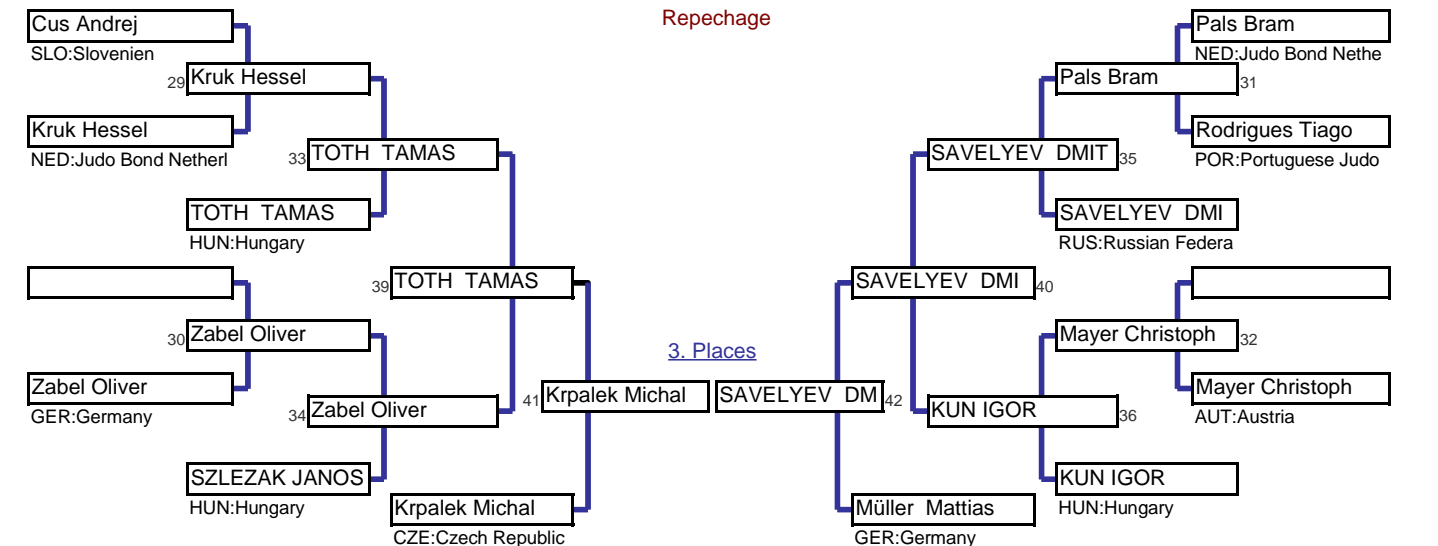 Repechage
Cus Andrej
SLO:Slovenien
29 Kruk Hessel
Kruk Hessel
NED:Judo Bond Netherl
33 TOTH TAMAS
TOTH TAMAS
HUN:Hungary
39 TOTH TAMAS
30 Zabel Oliver
Zabel Oliver
GER:Germany
34 Zabel Oliver
SZLEZAK JANOS
HUN:Hungary
41 Krpalek Michal
Krpalek Michal
CZE:Czech Republic
3. Places
Pals Bram
NED:Judo Bond Nethe
Pals Bram 31
Rodrigues Tiago
POR:Portuguese Judo
SAVELYEV DMIT 35
SAVELYEV DMI
RUS:Russian Federa
SAVELYEV DMI 40
Mayer Christoph 32
Mayer Christoph
AUT:Austria
SAVELYEV DM 42
KUN IGOR 36
KUN IGOR
HUN:Hungary
Müller Mattias
GER:Germany